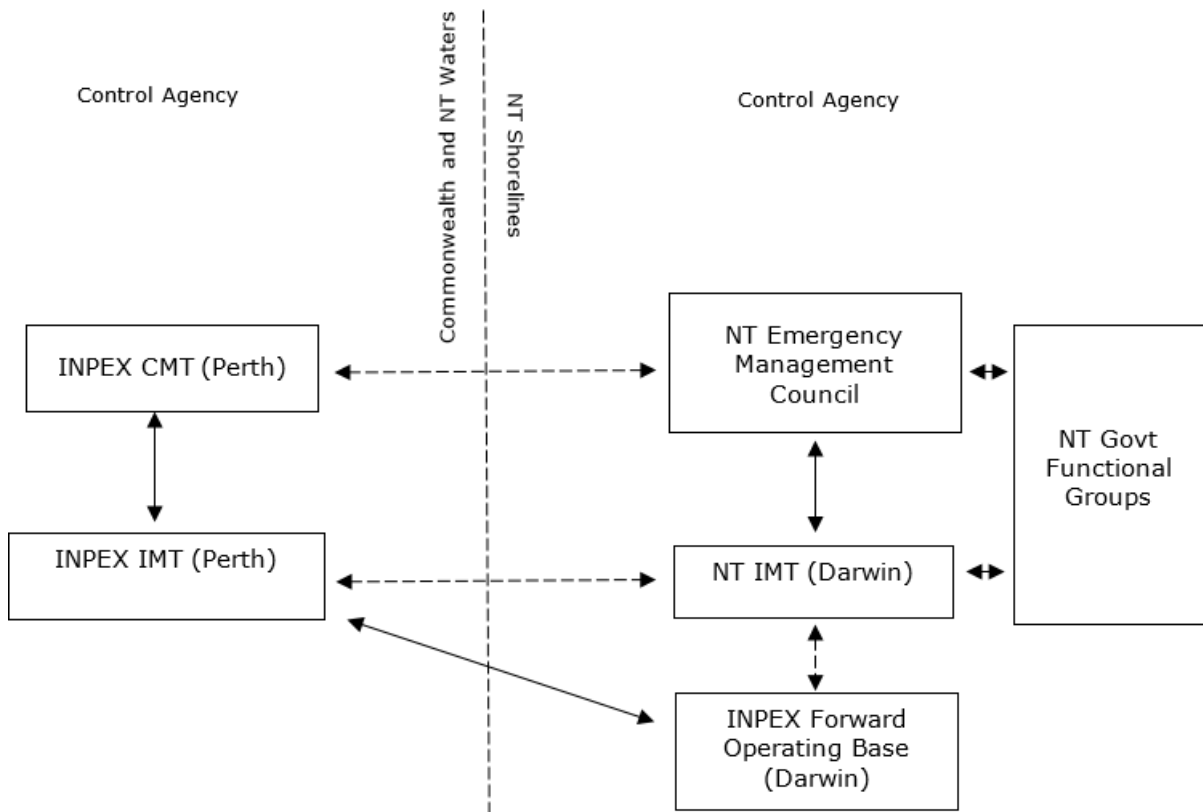 Control Agency
Commonwealth and NT Waters
NT Shorelines
Control Agency
INPEX CMT (Perth)
NT Emergency
Management
Council
NT Govt
Functional
Groups
INPEX IMT (Perth)
NT IMT (Darwin)
INPEX Forward
Operating Base
(Darwin)